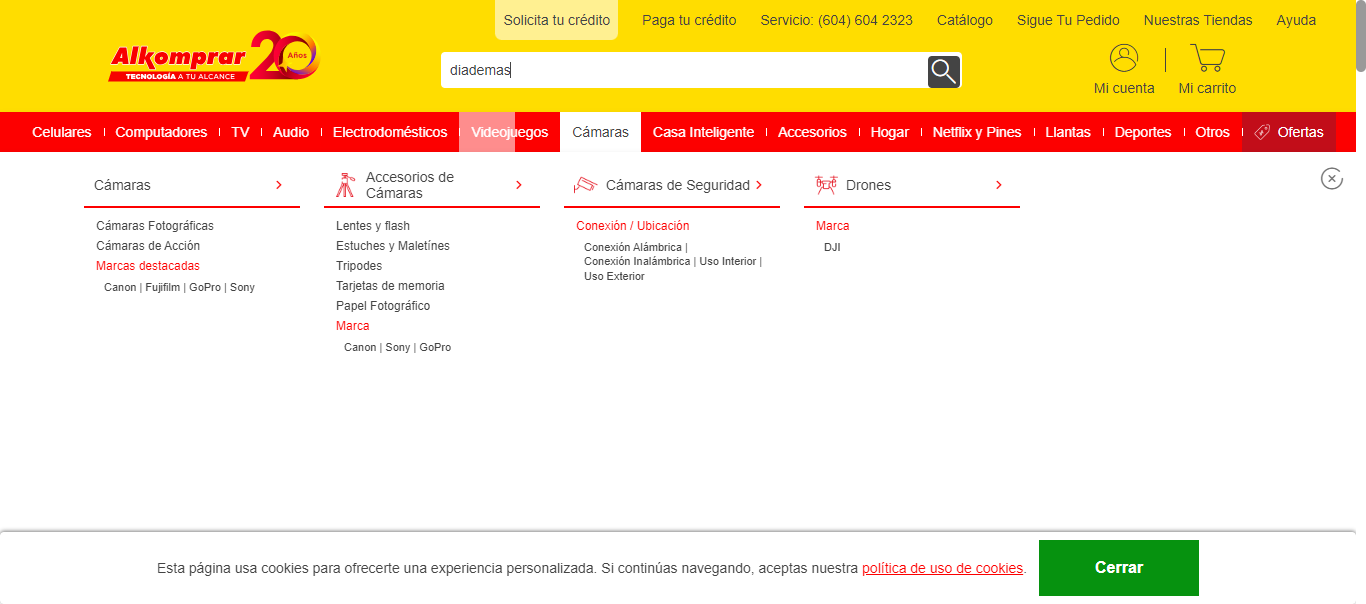 Solicita tu crédito Paga tu crédito Servicio: (604) 604 2323 Catálogo Sigue Tu Pedido Nuestras Tiendas Ayuda
Alkomprar 20 Años
TECNOLOGÍA A TU ALCANCE
diademas
Mi cuenta Mi carrito
Celulares Computadores TV Audio Electrodomésticos Videojuegos Cámaras Casa Inteligente Accesorios Hogar Netflix y Pines Llantas Deportes Otros Ofertas
Cámaras
Cámaras Fotográficas
Cámaras de Acción
Marcas destacadas
Canon | Fujifilm | GoPro | Sony
Accesorios de
Cámaras
Lentes y flash
Estuches y Maletínes
Tripodes
Tarjetas de memoria
Papel Fotográfico
Marca
Canon | Sony | GoPro
Cámaras de Seguridad
Conexión / Ubicación
Conexión Alámbrica |
Conexión Inalámbrica | Uso Interior |
Uso Exterior
Drones
Marca
DJI
Esta página usa cookies para ofrecerte una experiencia personalizada. Si continúas navegando, aceptas nuestra política de uso de cookies.
Cerrar